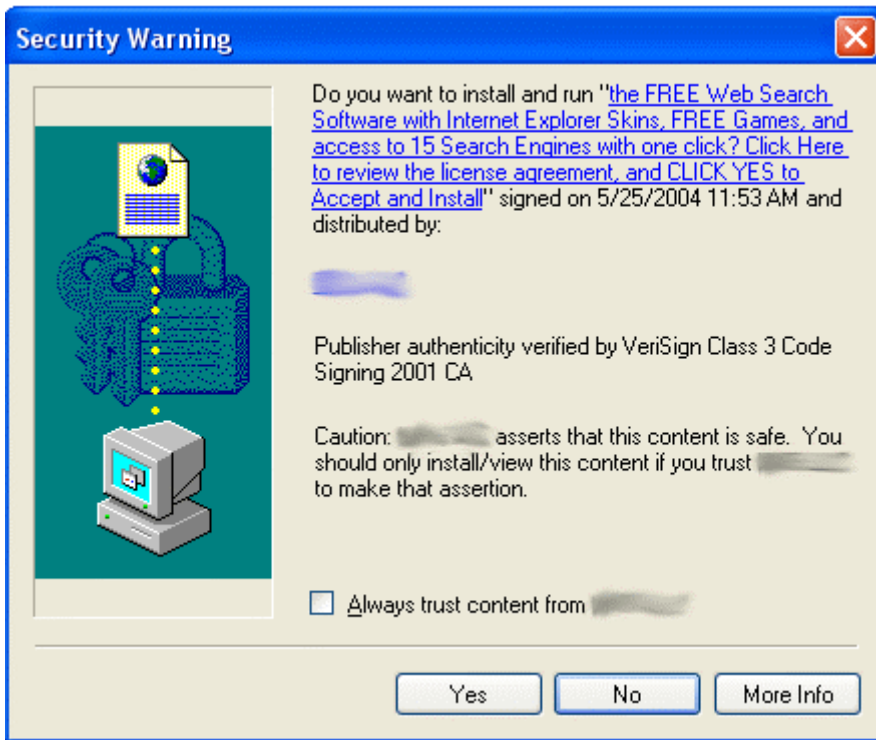 Security Warning
Do you want to install and run "the FREE Web Search
Software with Internet Explorer Skins, FREE Games, and
access to 15 Search Engines with one click? Click Here
to review the license agreement, and CLICK YES to
Accept and Install" signed on 5/25/2004 11:53 AM and
distributed by:
Publisher authenticity verified by VeriSign Class 3 Code
Signing 2001 CA
Caution: asserts that this content is safe. You
should only install/view this content if you trust
to make that assertion.
Always trust content from
Yes
No
More Info